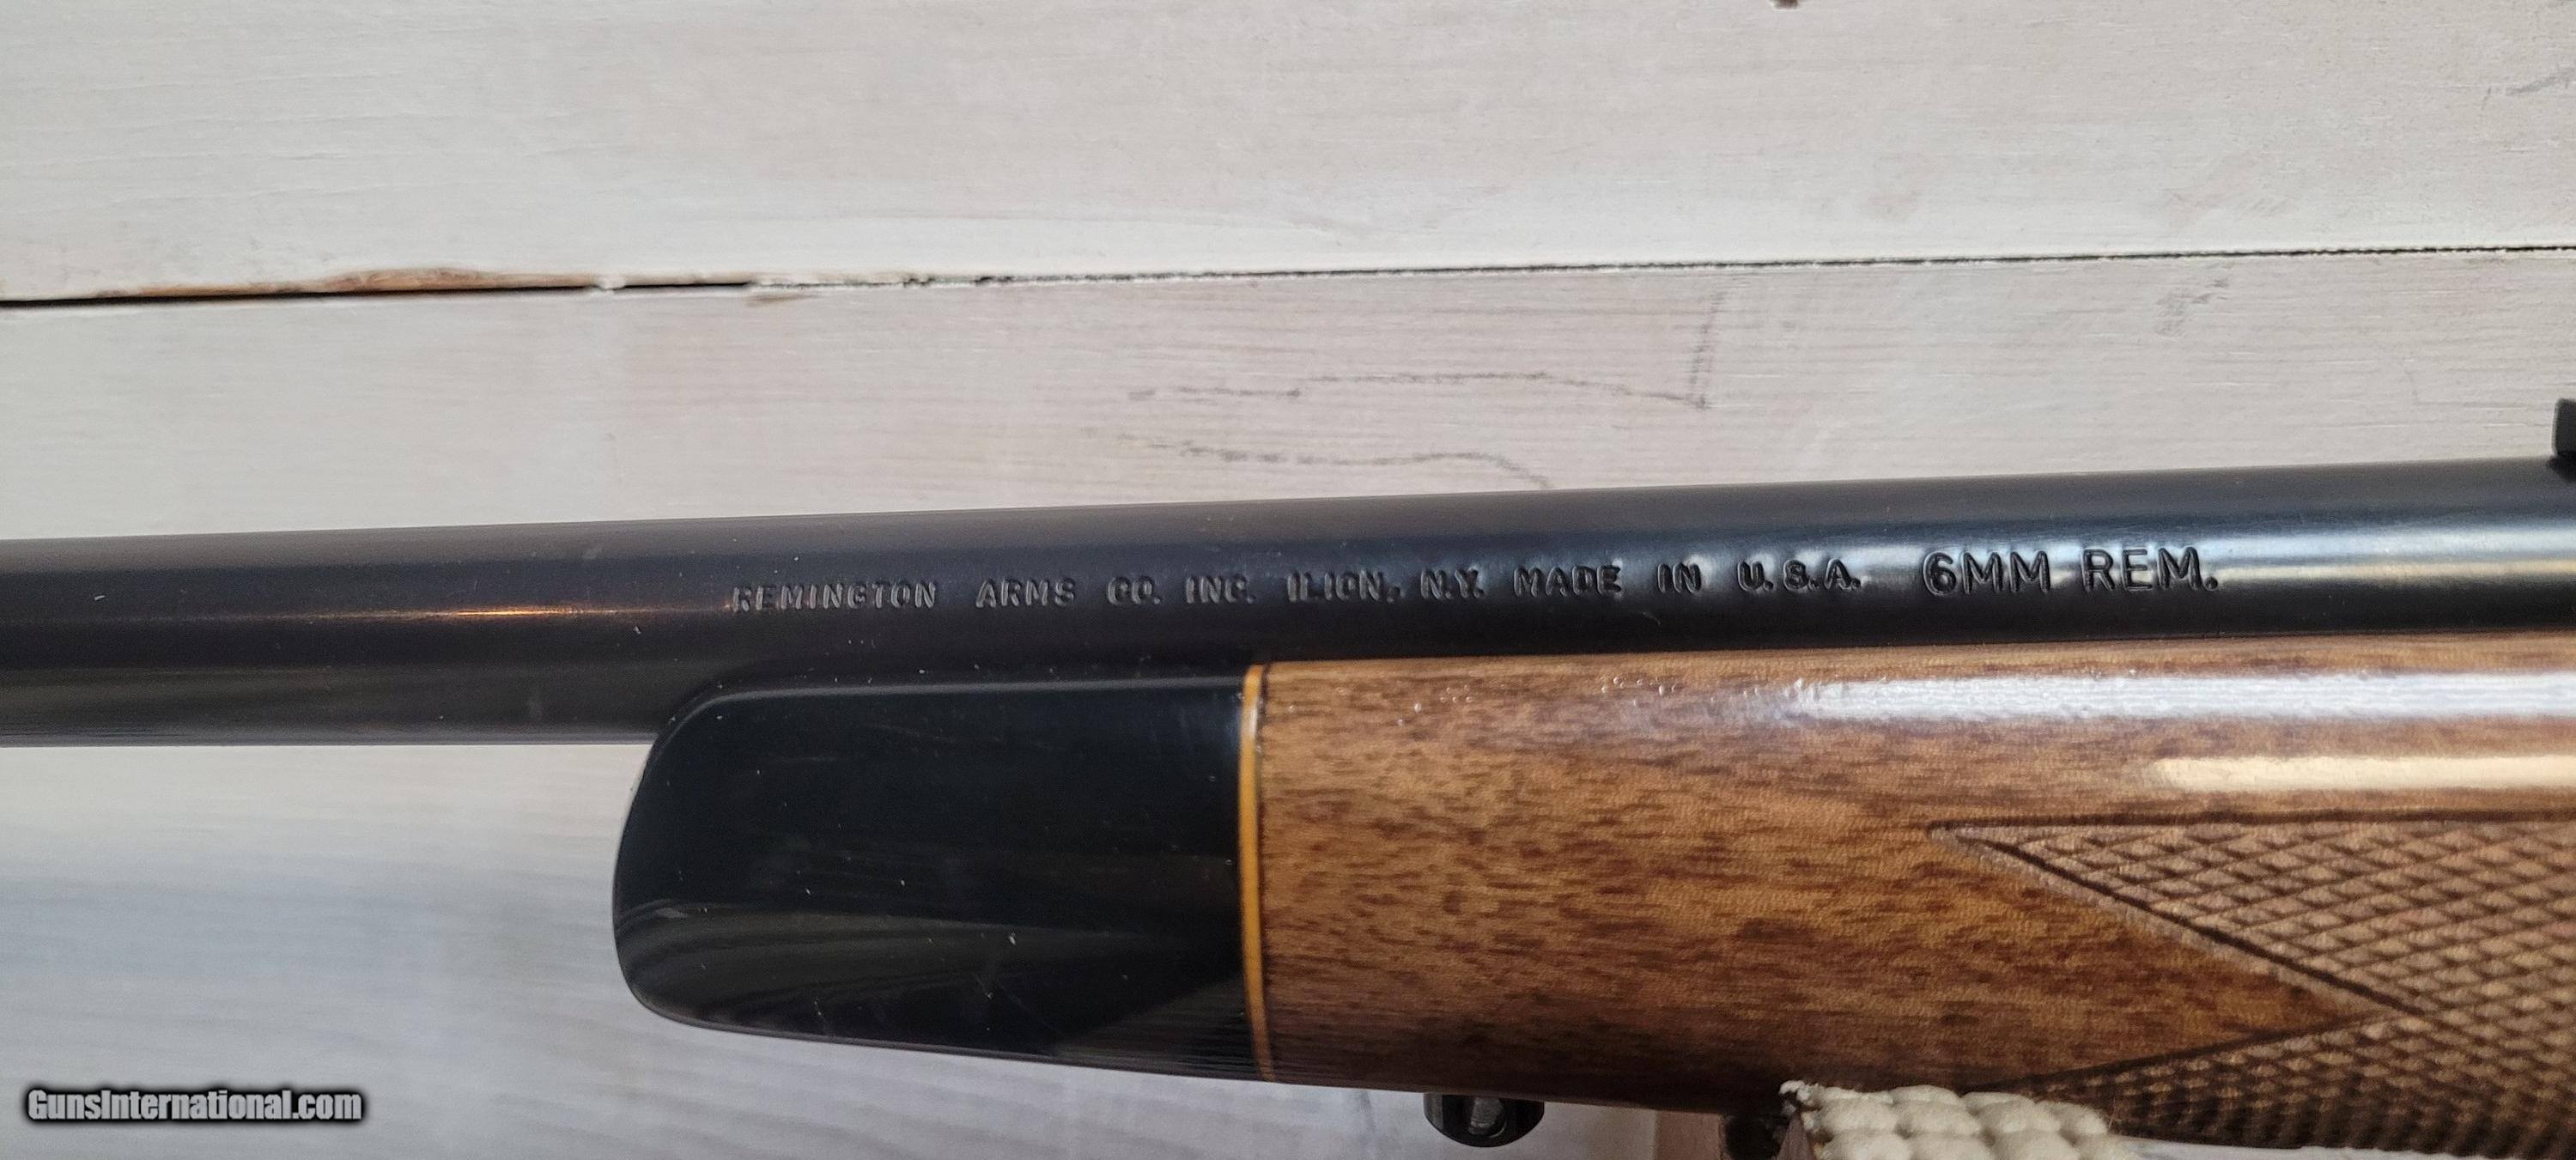 REMINGTON ARMS CO. INC. ILION, N.Y. MADE IN U.S.A. 6MM REM.
GunsInternational.com